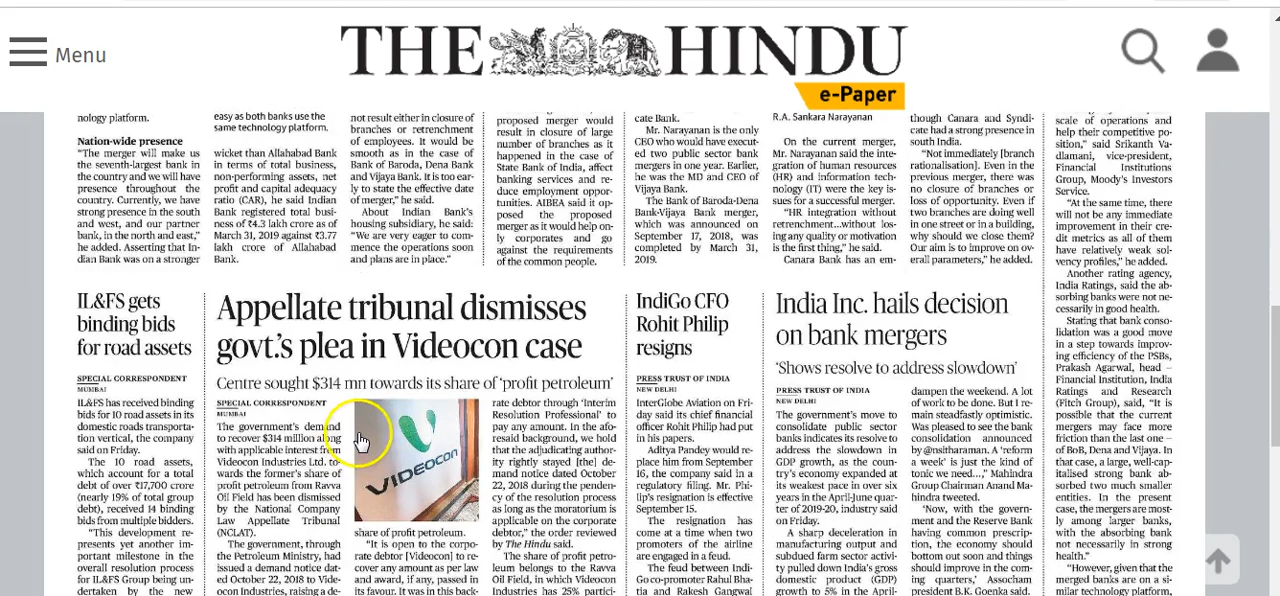 Menu
THE HINDU
e-Paper
nology platform.
Nation-wide presence
"The merger will make us
the seventh-largest bank in
the country and we will have
presence throughout the
country. Currently, we have
strong presence in the south
and west, and our partner
bank, in the north and east,"
he added. Asserting that In-
dian Bank was on a stronger
easy as both banks use the
same technology platform.
wicket than Allahabad Bank
in terms of total business,
non-performing assets, net
profit and capital adequacy
ratio (CAR), he said Indian
Bank registered total busi-
ness of ₹4.3 lakh crore as of
March 31, 2019 against ₹3.77
lakh crore of Allahabad
Bank.
not result either in closure of
branches or retrenchment
of employees. It would be
smooth as in the case of
Bank of Baroda, Dena Bank
and Vijaya Bank. It is too ear-
ly to state the effective date
of merger," he said.
About Indian Bank's
housing subsidiary, he said:
"We are very eager to com-
mence the operations soon
and plans are in place."
proposed merger would
result in closure of large
number of branches as it
happened in the case of
State Bank of India, affect
banking services and re-
duce employment oppor-
tunities. AIBEA said it op-
posed the proposed
merger as it would help on-
ly corporates and go
against the requirements
of the common people.
cate Bank.
Mr. Narayanan is the only
CEO who would have execut-
ed two public sector bank
mergers in one year. Earlier,
he was the MD and CEO of
Vijaya Bank.
The Bank of Baroda-Dena
Bank-Vijaya Bank merger,
which was announced on
September 17, 2018, was
completed by March 31,
2019.
R.A. Sankara Narayanan
On the current merger,
Mr. Narayanan said the inte-
gration of human resources
(HR) and information tech-
nology (IT) were the key is-
sues for a successful merger.
"HR integration without
retrenchment...without los-
ing any quality or motivation
is the first thing," he said.
Canara Bank has an em-
though Canara and Syndi-
cate had a strong presence in
south India.
"Not immediately [branch
rationalisation]. Even in the
previous merger, there was
no closure of branches or
loss of opportunity. Even if
two branches are doing well
in one street or in a building,
why should we close them?
Our aim is to improve on ov-
erall parameters," he added.
scale of operations and
help their competitive po-
sition," said Srikanth Va-
dlamani, vice-president,
Financial Institutions
Group, Moody's Investors
Service.
"At the same time, there
will not be any immediate
improvement in their cre-
dit metrics as all of them
have relatively weak sol-
vency profiles," he added.
Another rating agency,
India Ratings, said the ab-
sorbing banks were not ne-
cessarily in good health.
Stating that bank conso-
lidation was a good move
in a step towards improv-
ing efficiency of the PSBs,
Prakash Agarwal, head –
Financial Institution, India
Ratings and Research
(Fitch Group), said, "It is
possible that the current
mergers may face more
friction than the last one –
of BoB, Dena and Vijaya. In
that case, a large, well-cap-
italised strong bank ab-
sorbed two much smaller
entities. In the present
case, the mergers are most-
ly among larger banks,
with the absorbing bank
not necessarily in strong
health."
"However, given that the
merged banks are on a si-
milar technology platform,
IL&FS gets
binding bids
for road assets
SPECIAL CORRESPONDENT
MUMBAI
IL&FS has received binding
bids for 10 road assets in its
domestic roads transporta-
tion vertical, the company
said on Friday.
The 10 road assets,
which account for a total
debt of over ₹17,700 crore
(nearly 19% of total group
debt), received 14 binding
bids from multiple bidders.
"This development re-
presents yet another im-
portant milestone in the
overall resolution process
for IL&FS Group being un-
dertaken by the new
Appellate tribunal dismisses
govt.'s plea in Videocon case
Centre sought $314 mn towards its share of 'profit petroleum'
SPECIAL CORRESPONDENT
MUMBAI
The government's demand
to recover $314 million along
with applicable interest from
Videocon Industries Ltd. to-
wards the former's share of
profit petroleum from Ravva
Oil Field has been dismissed
by the National Company
Law Appellate Tribunal
(NCLAT).
The government, through
the Petroleum Ministry, had
issued a demand notice dat-
ed October 22, 2018 to Vide-
ocon Industries, raising a de-
VIDEOCON
share of profit petroleum.
"It is open to the corpo-
rate debtor [Videocon] to re-
cover any amount as per law
and award, if any, passed in
its favour. It was in this back-
rate debtor through 'Interim
Resolution Professional' to
pay any amount. In the afo-
resaid background, we hold
that the adjudicating autho-
rity rightly stayed [the] de-
mand notice dated October
22, 2018 during the penden-
cy of the resolution process
as long as the moratorium is
applicable on the corporate
debtor," the order reviewed
by The Hindu said.
The share of profit petro-
leum belongs to the Ravva
Oil Field, in which Videocon
Industries has 25% partici-
IndiGo CFO
Rohit Philip
resigns
PRESS TRUST OF INDIA
NEW DELHI
InterGlobe Aviation on Fri-
day said its chief financial
officer Rohit Philip had put
in his papers.
Aditya Pandey would re-
place him from September
16, the company said in a
regulatory filing. Mr. Phi-
lip's resignation is effective
September 15.
The resignation has
come at a time when two
promoters of the airline
are engaged in a feud.
The feud between Indi-
Go co-promoter Rahul Bha-
tia and Rakesh Gangwal
India Inc. hails decision
on bank mergers
'Shows resolve to address slowdown'
PRESS TRUST OF INDIA
NEW DELHI
The government's move to
consolidate public sector
banks indicates its resolve to
address the slowdown in
GDP growth, as the coun-
try's economy expanded at
its weakest pace in over six
years in the April-June quar-
ter of 2019-20, industry said
on Friday.
A sharp deceleration in
manufacturing output and
subdued farm sector activi-
ty pulled down India's gross
domestic product (GDP)
growth to 5% in the April-
dampen the weekend. A lot
of work to be done. But I re-
main steadfastly optimistic.
Was pleased to see the bank
consolidation announced
by @nsitharaman. A 'reform
a week' is just the kind of
tonic we need...," Mahindra
Group Chairman Anand Ma-
hindra tweeted.
"Now, with the govern-
ment and the Reserve Bank
having common prescrip-
tion, the economy should
bottom out soon and things
should improve in the com-
ing quarters,' Assocham
president B.K. Goenka said.